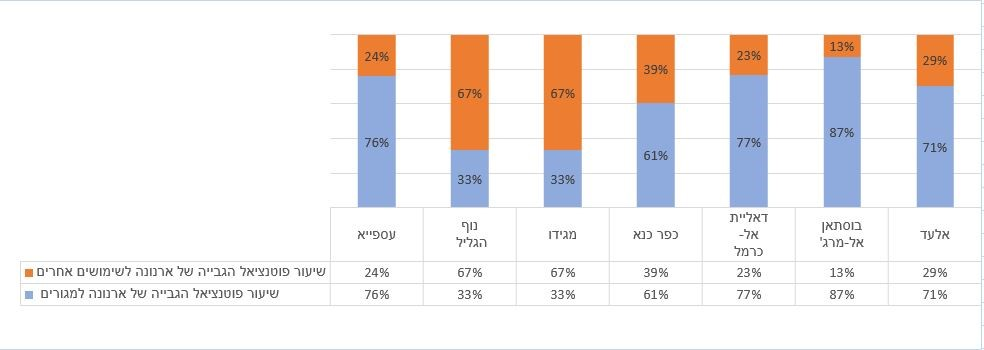 24% 67% 67% 39% 23% 13% 29%
76% 33% 33% 61% 77% 87% 71%
עספייא
נוף
הגליל
מגידו
כפר כנא
דאליית
אל-
כרמל
בוסתאן
אל-מרג'
אלעד
שיעור פוטנציאל הגבייה של ארנונה לשימושים אחרים 24% 67% 67% 39% 23% 13% 29%
שיעור פוטנציאל הגבייה של ארנונה למגורים 76% 33% 33% 61% 77% 87% 71%